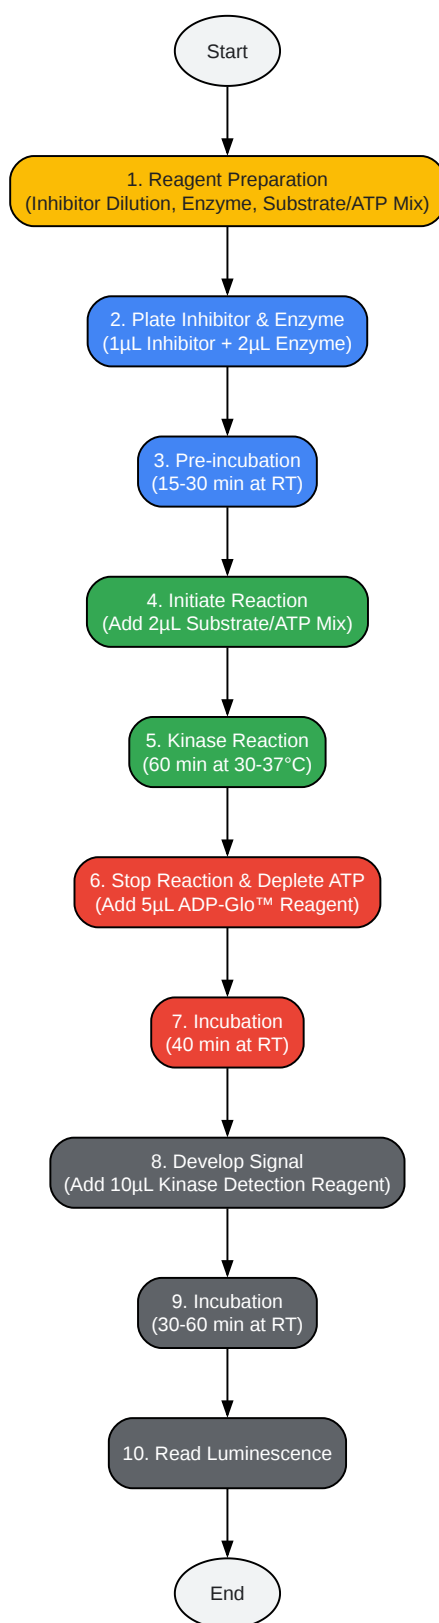 Start
1. Reagent Preparation
(Inhibitor Dilution, Enzyme, Substrate/ATP Mix)
2. Plate Inhibitor & Enzyme
(1µL Inhibitor + 2µL Enzyme)
3. Pre-incubation
(15-30 min at RT)
4. Initiate Reaction
(Add 2µL Substrate/ATP Mix)
5. Kinase Reaction
(60 min at 30-37°C)
6. Stop Reaction & Deplete ATP
(Add 5µL ADP-Glo™ Reagent)
7. Incubation
(40 min at RT)
8. Develop Signal
(Add 10µL Kinase Detection Reagent)
9. Incubation
(30-60 min at RT)
10. Read Luminescence
End